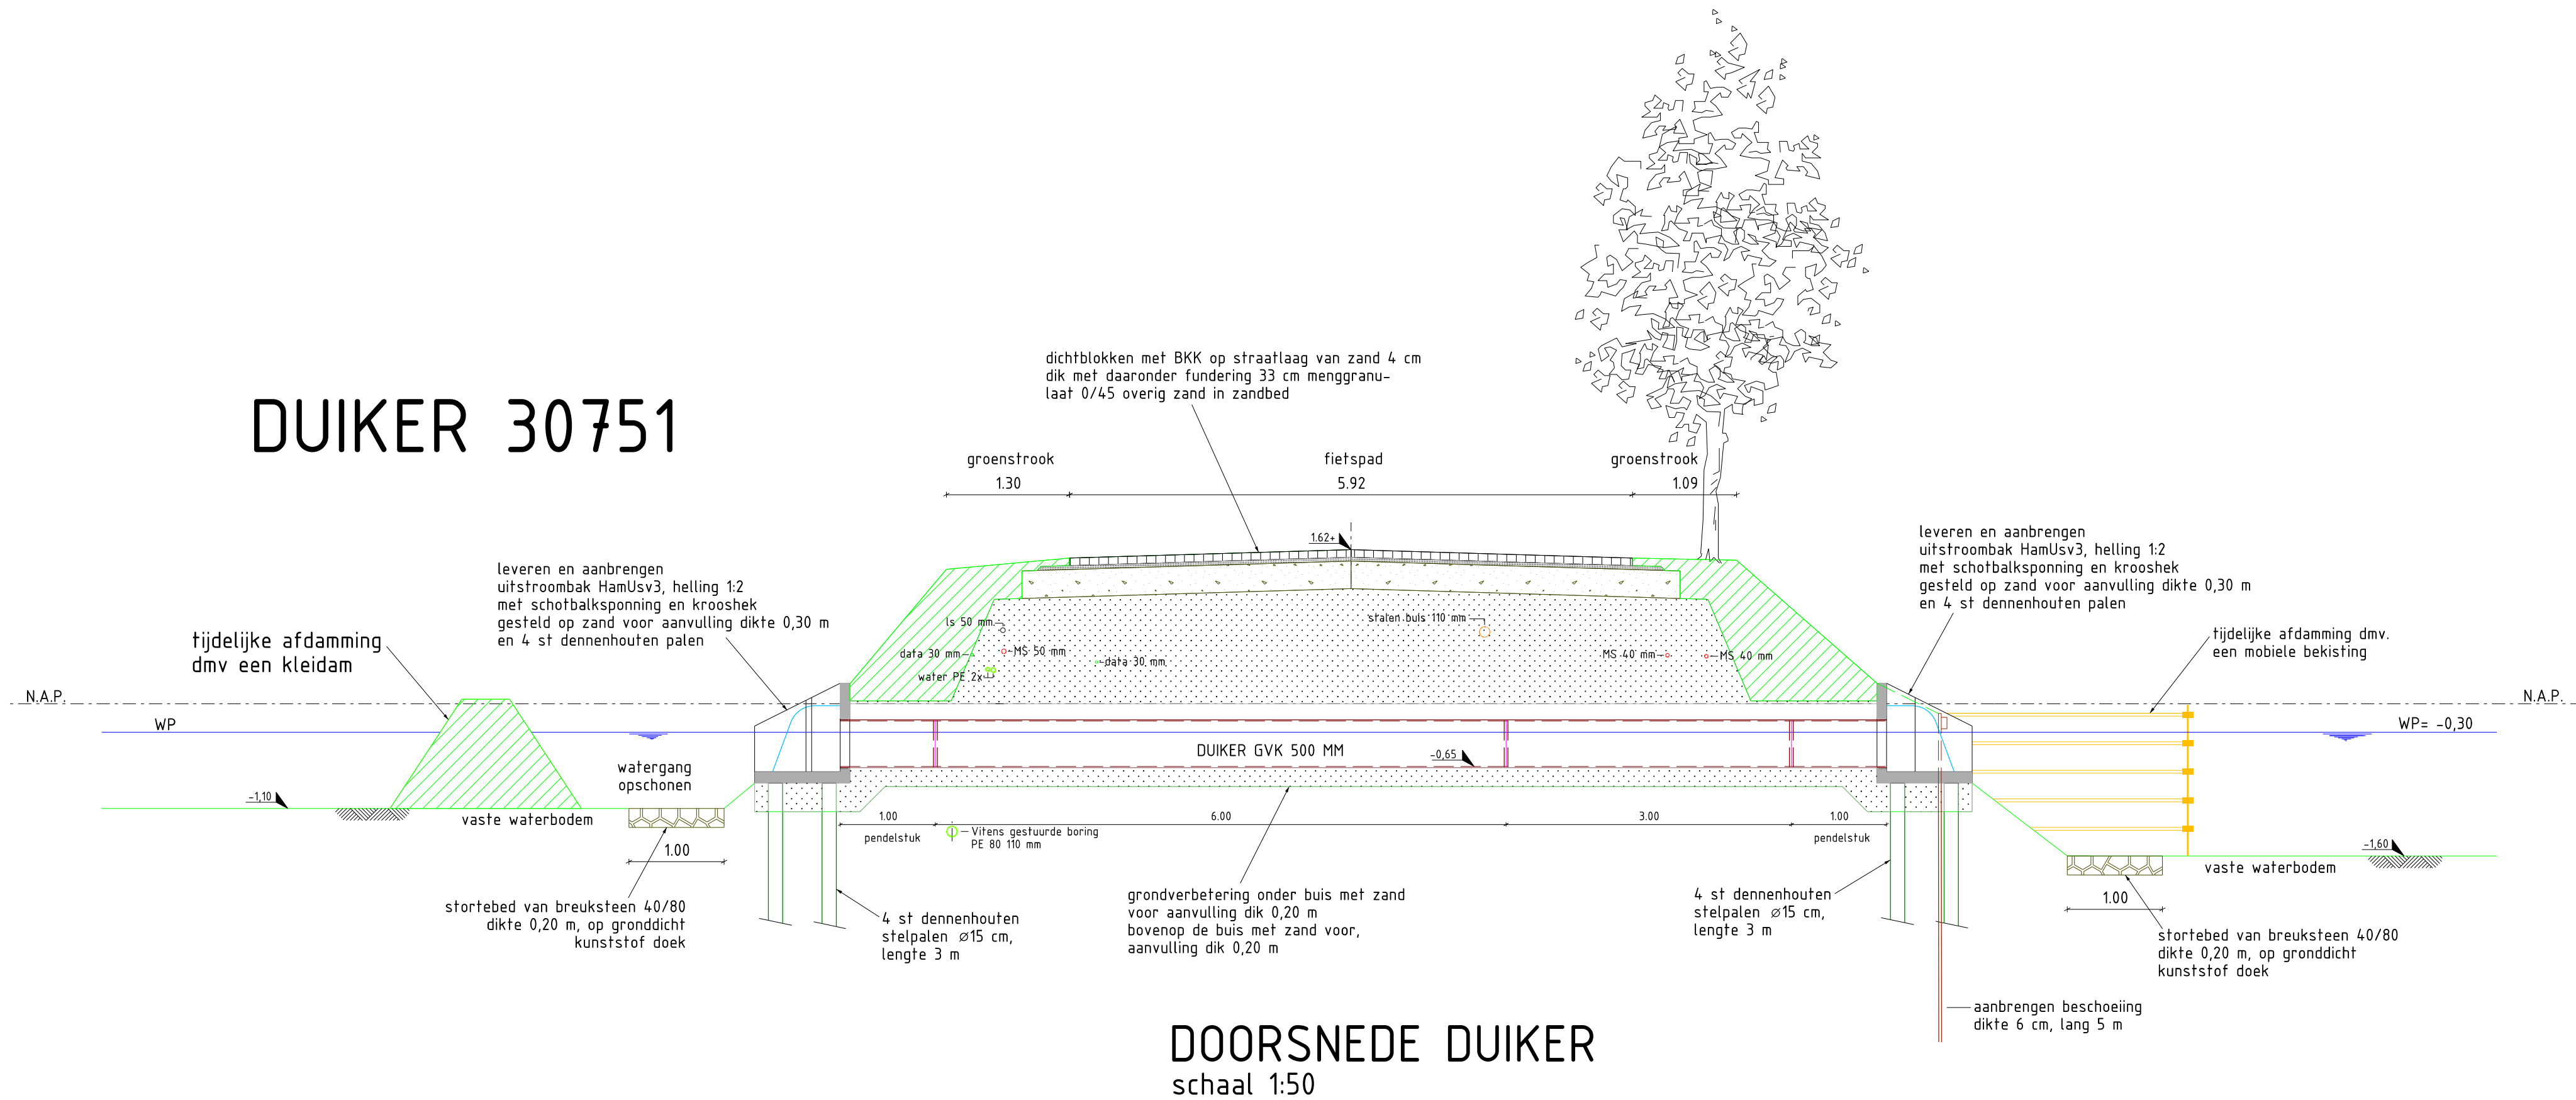 DUIKER 30751
dichtblokken met BKK op straatlaag van zand 4 cm
dik met daaronder fundering 33 cm menggranu-
laat 0/45 overig zand in zandbed
groenstrook
fietspad
groenstrook
1.30
5.92
1.09
1.62+
leveren en aanbrengen
uitstroombak HamUsv3, helling 1:2
met schotbalksponning en krooshek
gesteld op zand voor aanvulling dikte 0,30 m
en 4 st dennenhouten palen
leveren en aanbrengen
uitstroombak HamUsv3, helling 1:2
met schotbalksponning en krooshek
gesteld op zand voor aanvulling dikte 0,30 m
en 4 st dennenhouten palen
tijdelijke afdamming
dmv een kleidam
tijdelijke afdamming dmv.
een mobiele bekisting
ls 50 mm
stalen buis 110 mm
data 30 mm
MS 50 mm
data 30 mm
MS 40 mm
MS 40 mm
water PE 2x
N.A.P.
N.A.P.
WP
WP= -0,30
DUIKER GVK 500 MM
-0,65
watergang
opschonen
-1,10
vaste waterbodem
1.00
6.00
3.00
1.00
pendelstuk
pendelstuk
Vitens gestuurde boring
PE 80 110 mm
-1,60
vaste waterbodem
1.00
1.00
stortebed van breuksteen 40/80
dikte 0,20 m, op gronddicht
kunststof doek
4 st dennenhouten
stelpalen ⌀15 cm,
lengte 3 m
grondverbetering onder buis met zand
voor aanvulling dik 0,20 m
bovenop de buis met zand voor,
aanvulling dik 0,20 m
4 st dennenhouten
stelpalen ⌀15 cm,
lengte 3 m
stortebed van breuksteen 40/80
dikte 0,20 m, op gronddicht
kunststof doek
aanbrengen beschoeiing
dikte 6 cm, lang 5 m
DOORSNEDE DUIKER
schaal 1:50